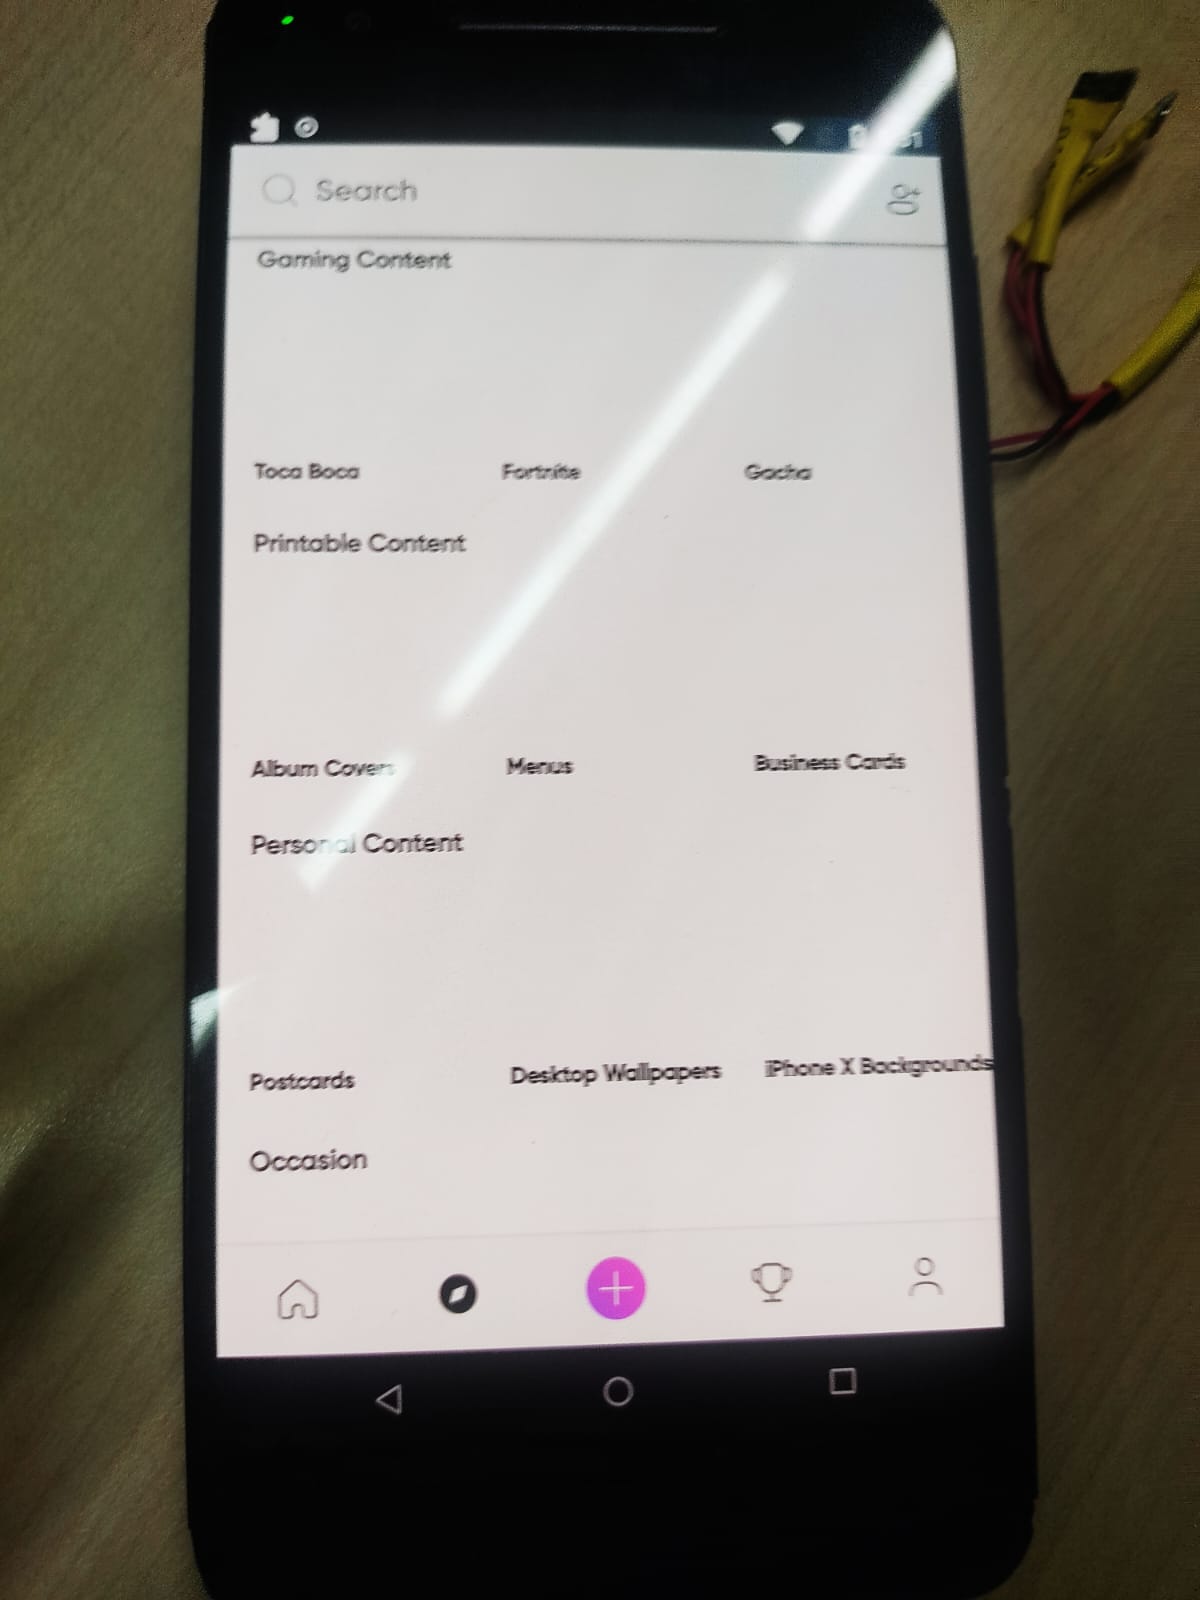 Search
Gaming Content
Toca Boca Fortnite Gacha
Printable Content
Album Covers Menus Business Cards
Personal Content
Postcards Desktop Wallpapers iPhone X Backgrounds
Occasion